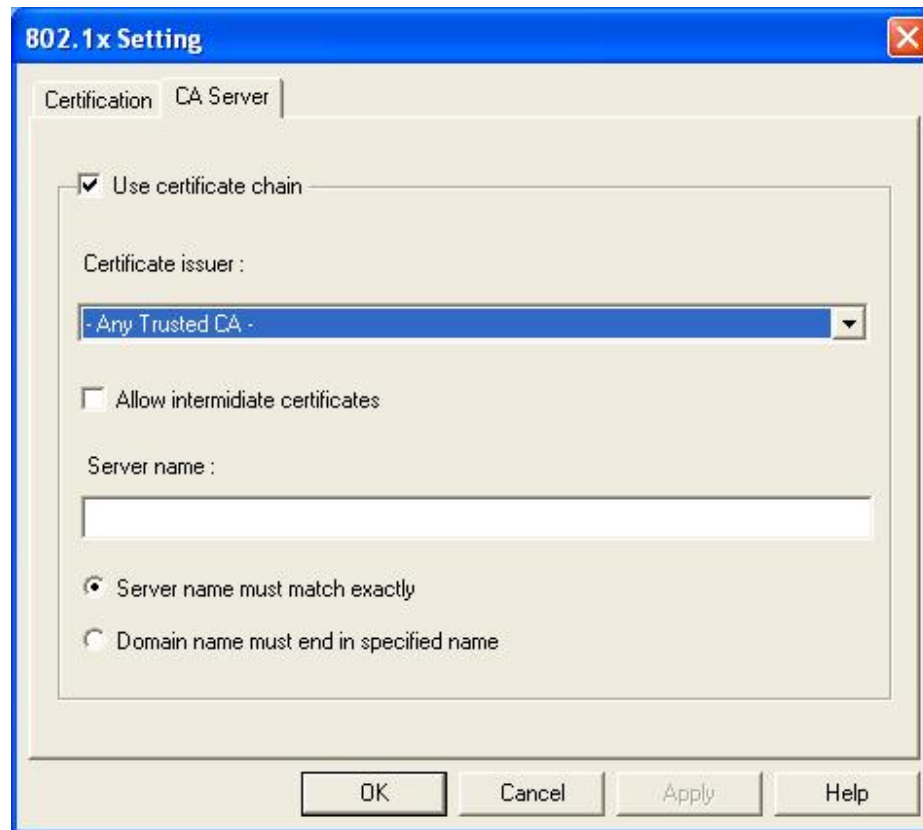 802.1x Setting
Certification CA Server
Use certificate chain
Certificate issuer :
- Any Trusted CA -
Allow intermidiate certificates
Server name :
Server name must match exactly
Domain name must end in specified name
OK Cancel Apply Help